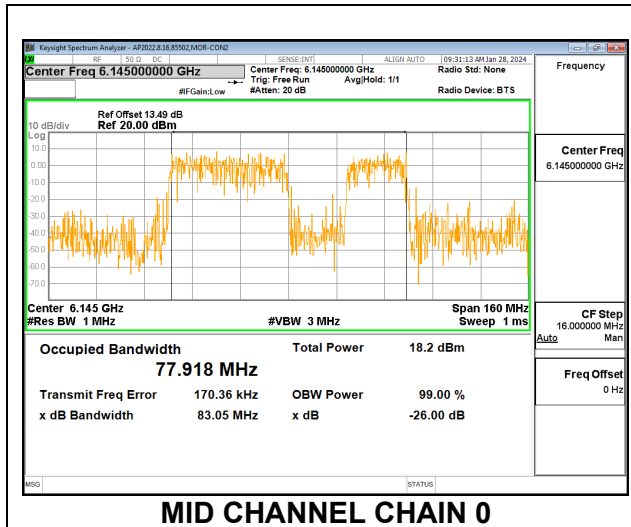 Keysight Spectrum Analyzer - AP2022.8.16,85502,MOR-CON2
RF 50 Ω DC SENSE:INT ALIGN AUTO 09:31:13 AM Jan 28, 2024
Center Freq 6.145000000 GHz Center Freq: 6.145000000 GHz Radio Std: None
Trig: Free Run Avg|Hold: 1/1
#IFGain:Low #Atten: 20 dB Radio Device: BTS
Frequency
Ref Offset 13.49 dB
10 dB/div Ref 20.00 dBm
Log
10.0
0.00
-10.0
-20.0
-30.0
-40.0
-50.0
-60.0
-70.0
Center 6.145 GHz Span 160 MHz
#Res BW 1 MHz #VBW 3 MHz Sweep 1 ms
Occupied Bandwidth Total Power 18.2 dBm
77.918 MHz
Transmit Freq Error 170.36 kHz OBW Power 99.00 %
x dB Bandwidth 83.05 MHz x dB -26.00 dB
Center Freq
6.145000000 GHz
CF Step
16.000000 MHz
Auto Man
Freq Offset
0 Hz
MSG STATUS
MID CHANNEL CHAIN 0